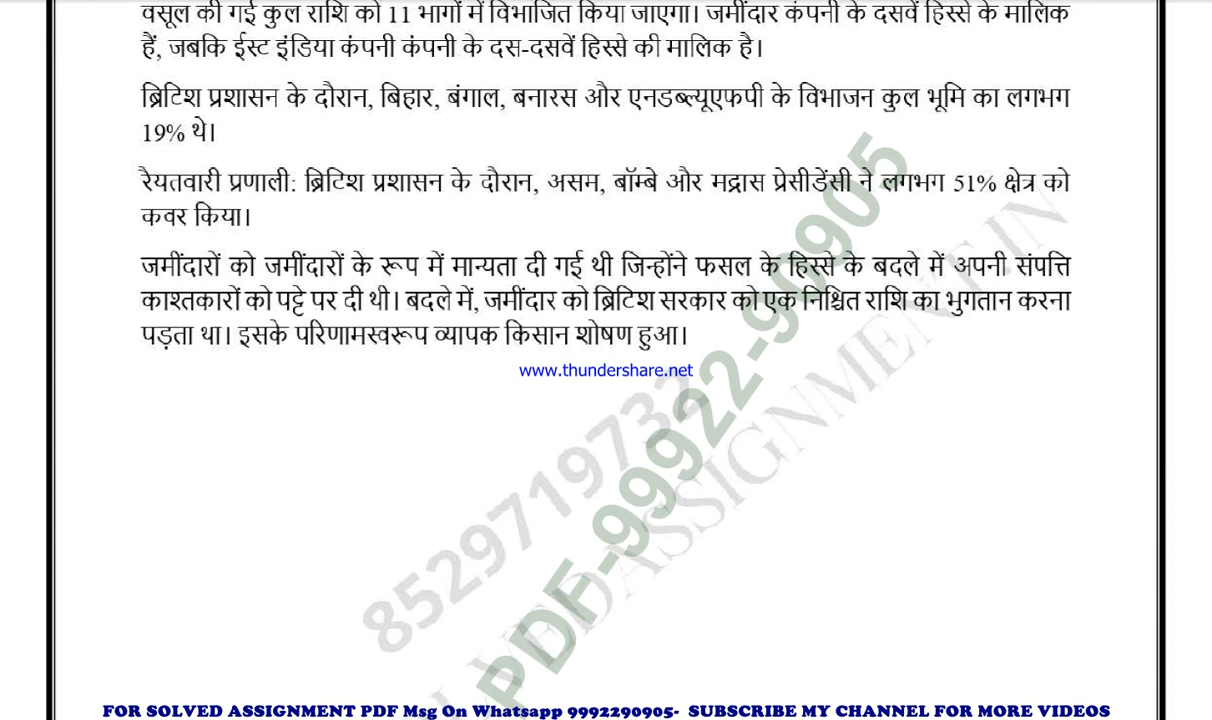 वसूल की गई कुल राशि को 11 भागों में विभाजित किया जाएगा। जमींदार कंपनी के दसवें हिस्से के मालिक
हैं, जबकि ईस्ट इंडिया कंपनी कंपनी के दस-दसवें हिस्से की मालिक है।
ब्रिटिश प्रशासन के दौरान, बिहार, बंगाल, बनारस और एनडब्ल्यूएफपी के विभाजन कुल भूमि का लगभग
19% थे।
रैयतवारी प्रणाली: ब्रिटिश प्रशासन के दौरान, असम, बॉम्बे और मद्रास प्रेसीडेंसी ने लगभग 51% क्षेत्र को
कवर किया।
जमींदारों को जमींदारों के रूप में मान्यता दी गई थी जिन्होंने फसल के हिस्से के बदले में अपनी संपत्ति
काश्तकारों को पट्टे पर दी थी। बदले में, जमींदार को ब्रिटिश सरकार को एक निश्चित राशि का भुगतान करना
पड़ता था। इसके परिणामस्वरूप व्यापक किसान शोषण हुआ।
www.thundershare.net
8529719732
PDF-99922-90905
VEDASSIGNMENT IN
FOR SOLVED ASSIGNMENT PDF Msg On Whatsapp 9992290905- SUBSCRIBE MY CHANNEL FOR MORE VIDEOS